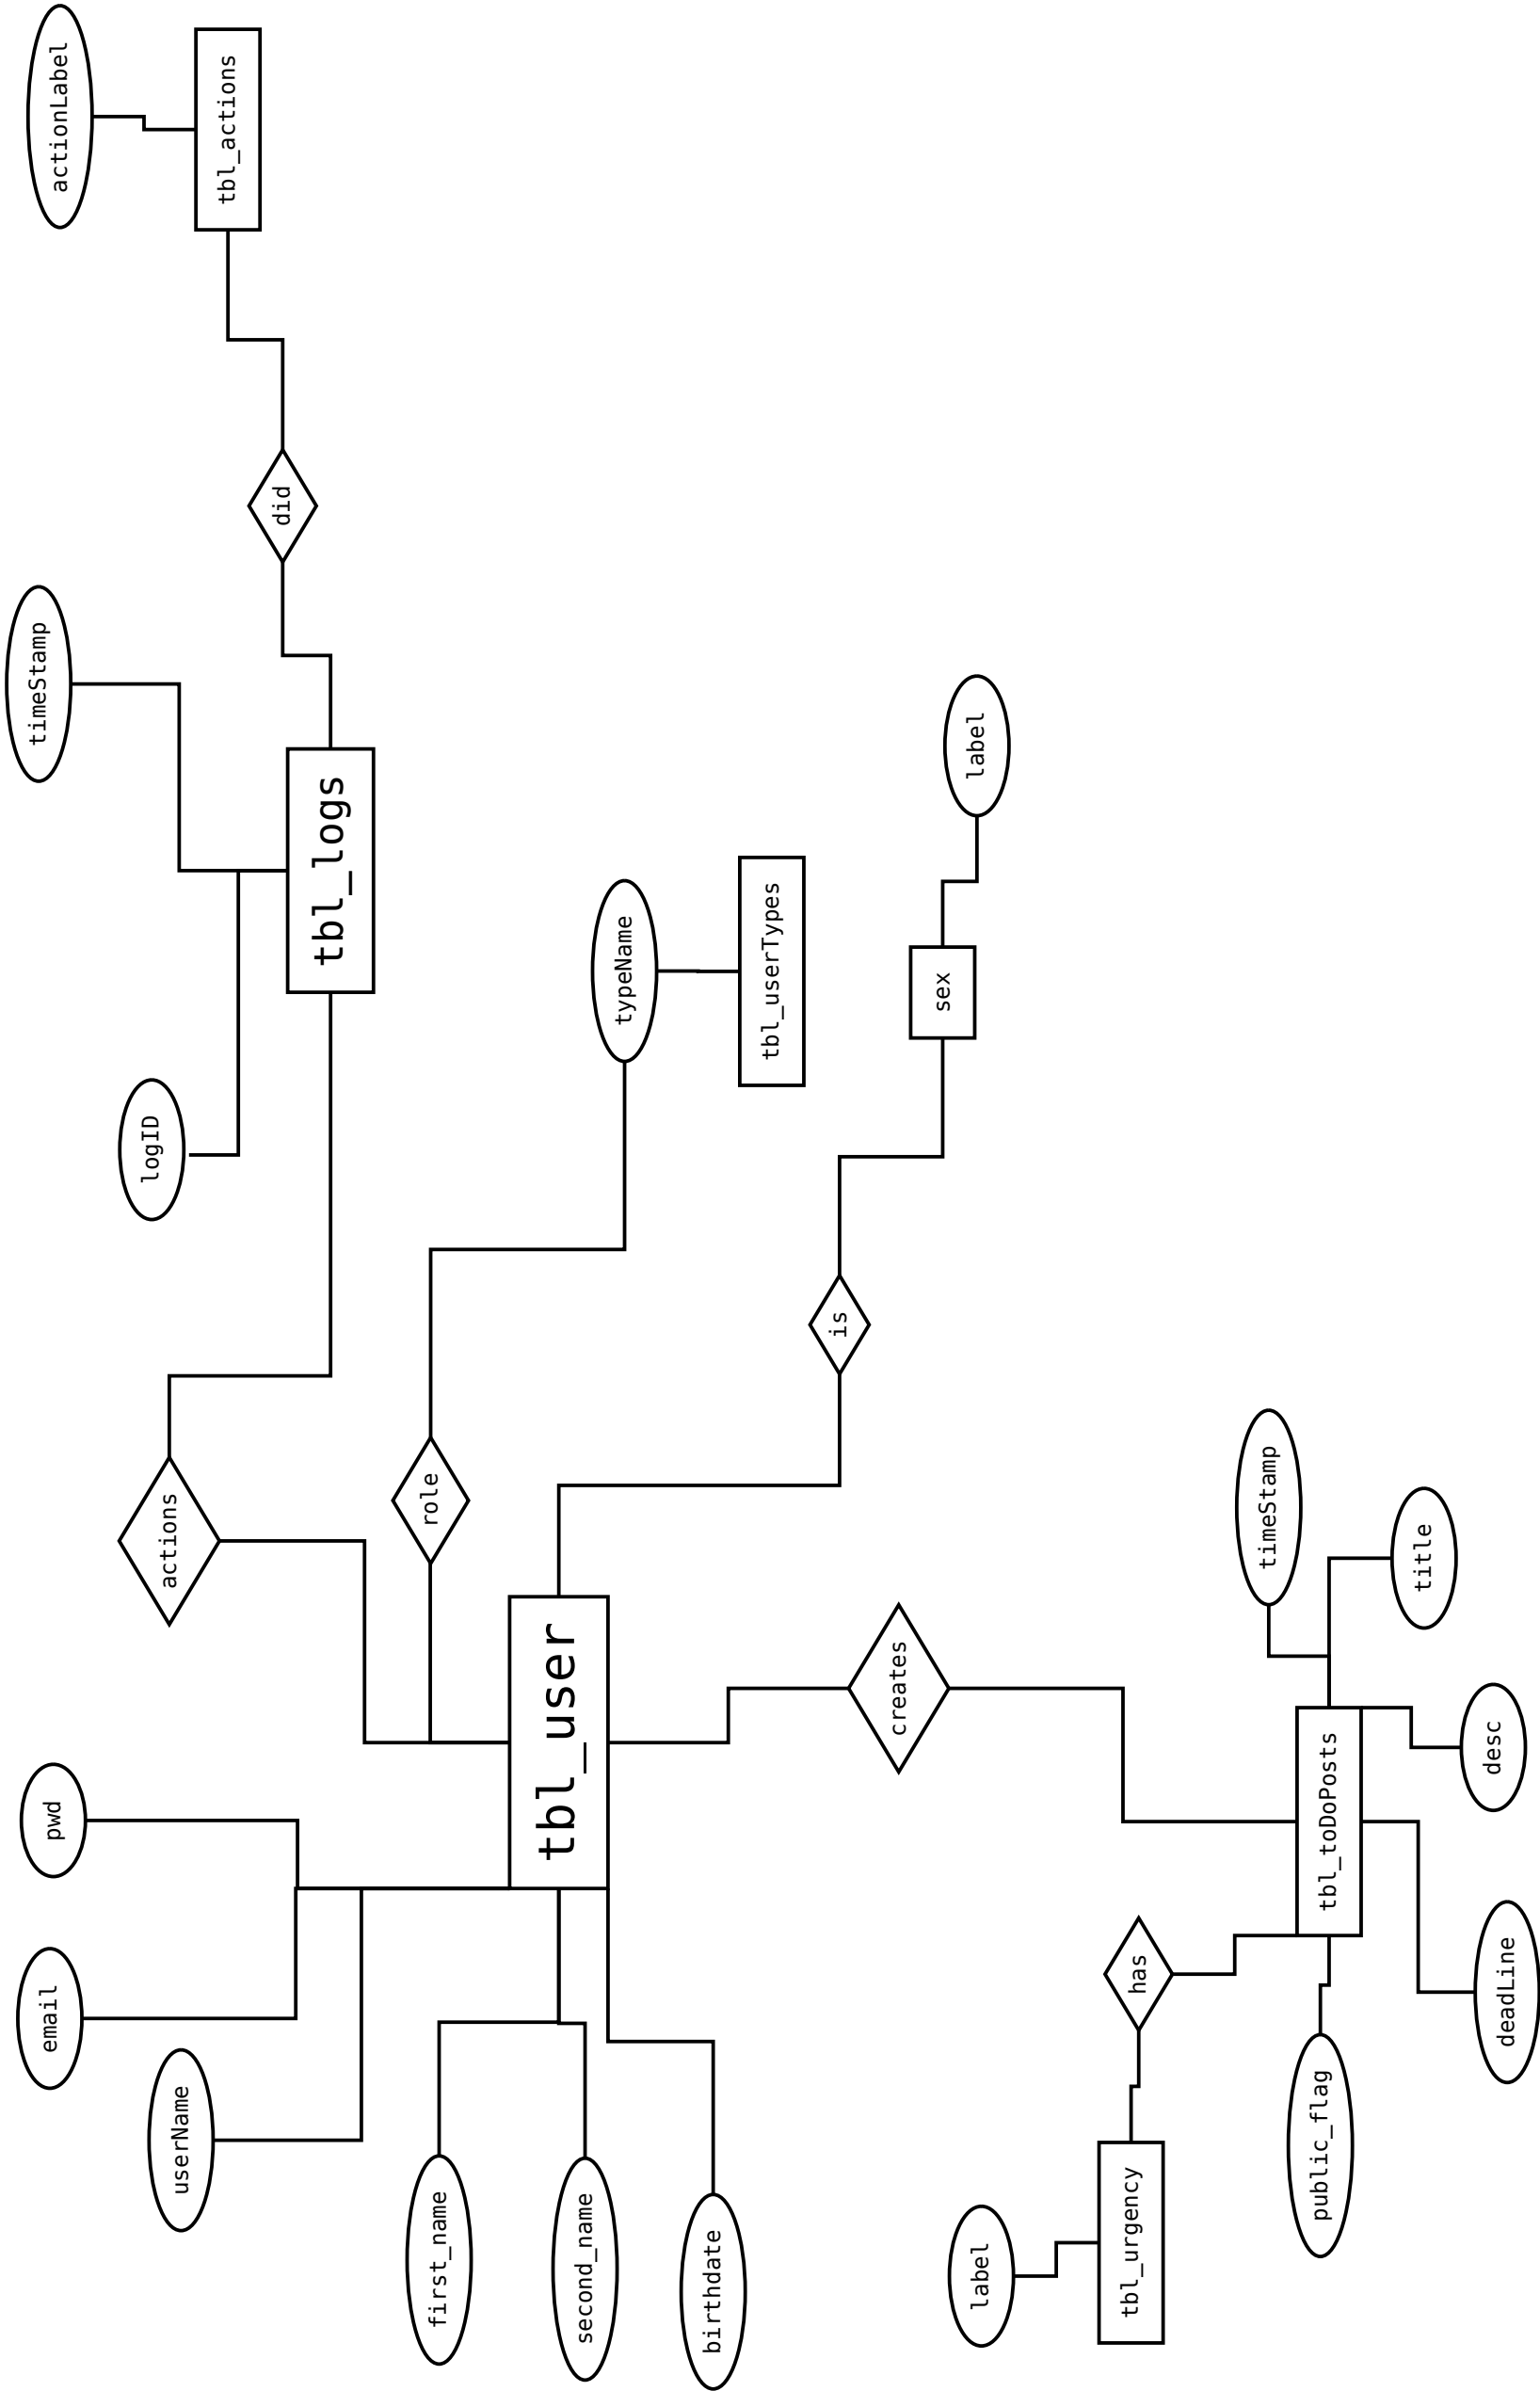 pwd
email
userName
first_name
second_name
birthdate
tbl_user
actions
role
is
creates
logID
timeStamp
tbl_logs
did
actionLabel
tbl_actions
typeName
tbl_userTypes
sex
label
label
tbl_urgency
has
public_flag
tbl_toDoPosts
deadLine
desc
timeStamp
title